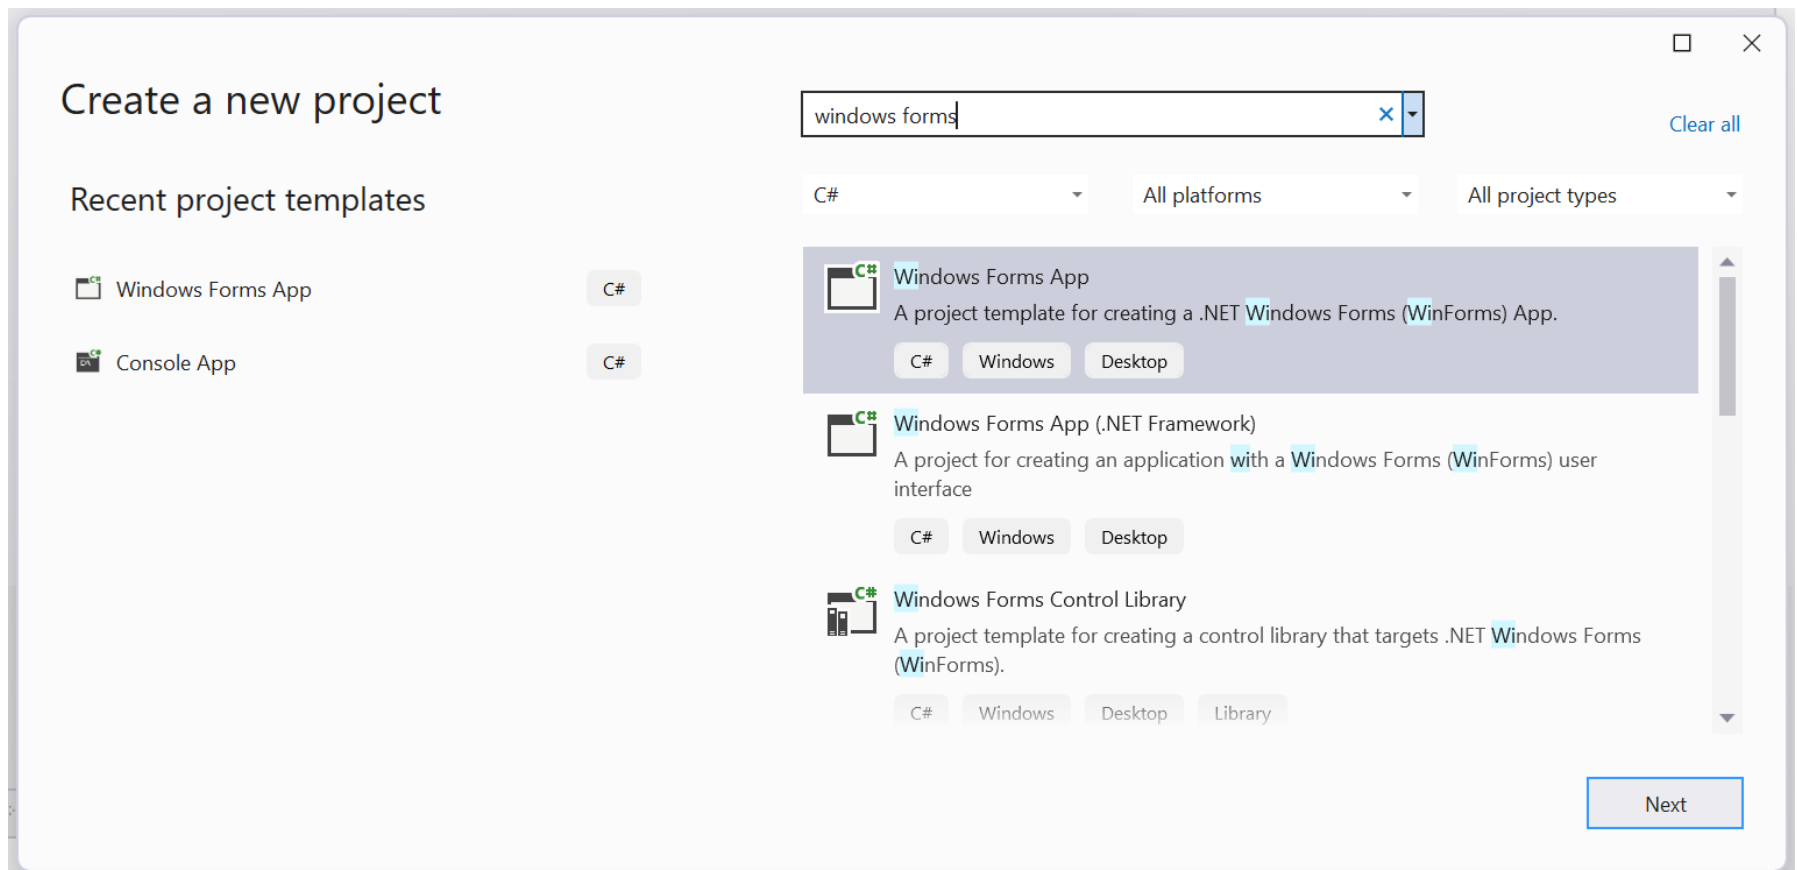 Create a new project
windows forms
Clear all
Recent project templates
C#
All platforms
All project types
Windows Forms App
C#
Console App
C#
Windows Forms App
A project template for creating a .NET Windows Forms (WinForms) App.
C# Windows Desktop
Windows Forms App (.NET Framework)
A project for creating an application with a Windows Forms (WinForms) user
interface
C# Windows Desktop
Windows Forms Control Library
A project template for creating a control library that targets .NET Windows Forms
(WinForms).
C# Windows Desktop Library
Next